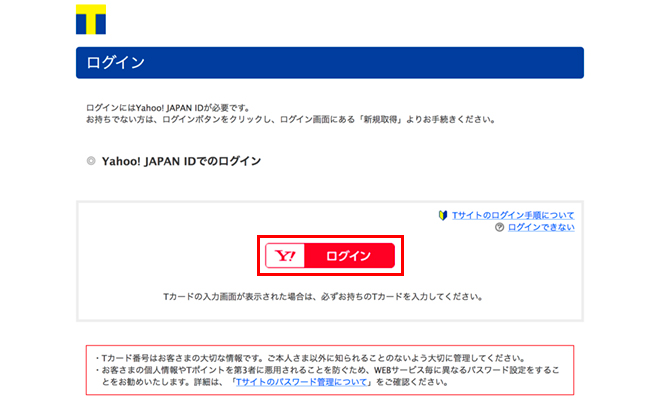 T
ログイン
ログインにはYahoo! JAPAN IDが必要です。
お持ちでない方は、ログインボタンをクリックし、ログイン画面にある「新規取得」よりお手続きください。
◎ Yahoo! JAPAN IDでのログイン
Tサイトのログイン手順について
? ログインできない
Y! ログイン
Tカードの入力画面が表示された場合は、必ずお持ちのTカードを入力してください。
・Tカード番号はお客さまの大切な情報です。ご本人さま以外に知られることのないよう大切に管理してください。
・お客さまの個人情報やTポイントを第3者に悪用されることを防ぐため、WEBサービス毎に異なるパスワード設定をするこ
とをお勧めいたします。詳細は、「Tサイトのパスワード管理について」をご確認ください。